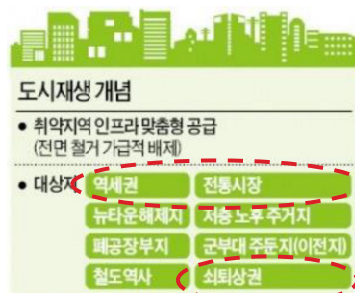 도시재생 개념
• 취약지역 인프라 맞춤형 공급
(전면 철거 가급적 배제)
• 대상지 역세권 전통시장
뉴타운해제지 저층 노후 주거지
폐공장부지 군부대 주둔지(이전지)
철도역사 쇠퇴상권